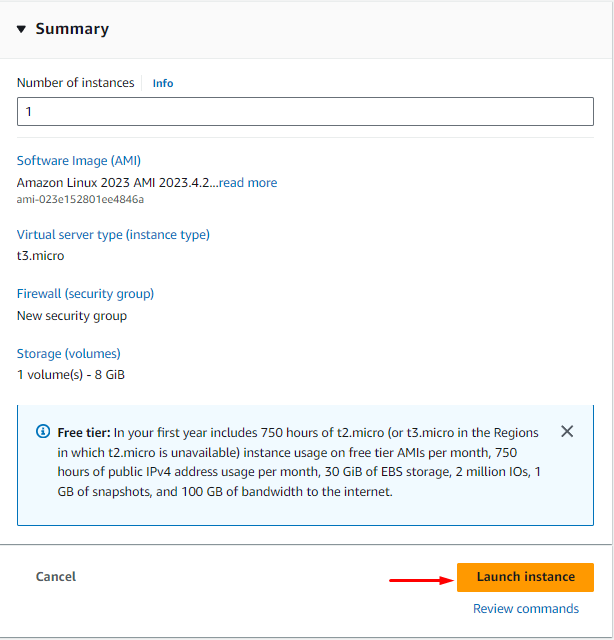 Summary
Number of instances Info
1
Software Image (AMI)
Amazon Linux 2023 AMI 2023.4.2...read more
ami-023e152801ee4846a
Virtual server type (instance type)
t3.micro
Firewall (security group)
New security group
Storage (volumes)
1 volume(s) - 8 GiB
Free tier: In your first year includes 750 hours of t2.micro (or t3.micro in the Regions
in which t2.micro is unavailable) instance usage on free tier AMIs per month, 750
hours of public IPv4 address usage per month, 30 GiB of EBS storage, 2 million IOs, 1
GB of snapshots, and 100 GB of bandwidth to the internet.
Cancel
Launch instance
Review commands